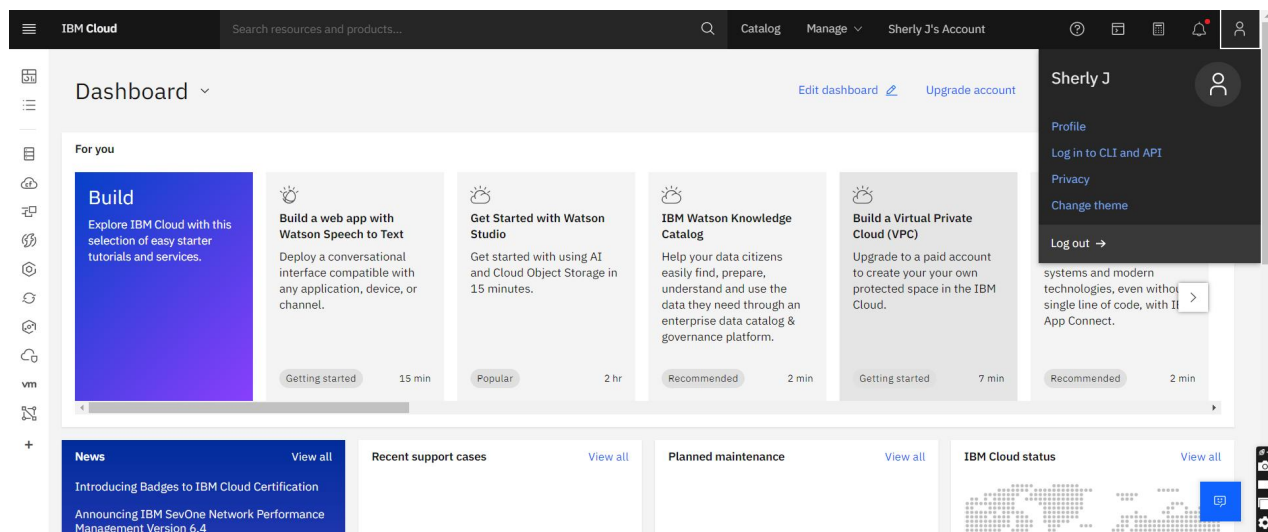 IBM Cloud
Search resources and products...
Catalog
Manage
Sherly J's Account
Sherly J
Profile
Log in to CLI and API
Privacy
Change theme
Log out →
Dashboard
Edit dashboard
Upgrade account
For you
Build
Explore IBM Cloud with this
selection of easy starter
tutorials and services.
Build a web app with
Watson Speech to Text
Deploy a conversational
interface compatible with
any application, device, or
channel.
Getting started
15 min
Get Started with Watson
Studio
Get started with using AI
and Cloud Object Storage in
15 minutes.
Popular
2 hr
IBM Watson Knowledge
Catalog
Help your data citizens
easily find, prepare,
understand and use the
data they need through an
enterprise data catalog &
governance platform.
Recommended
2 min
Build a Virtual Private
Cloud (VPC)
Upgrade to a paid account
to create your your own
protected space in the IBM
Cloud.
Getting started
7 min
systems and modern
technologies, even
single line of code, with
App Connect.
Recommended
2 min
cf
vm
News
View all
Introducing Badges to IBM Cloud Certification
Announcing IBM SevOne Network Performance
Management Version 6.4
Recent support cases
View all
Planned maintenance
View all
IBM Cloud status
View all